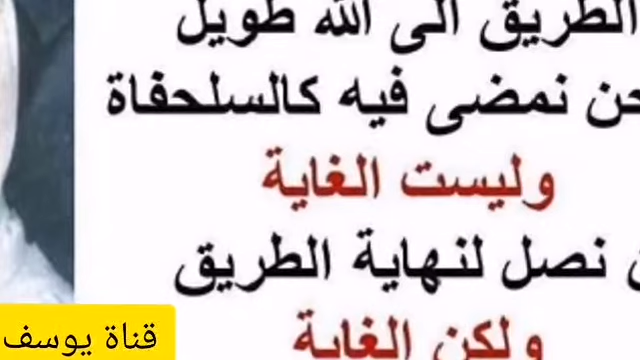 الطريق الى الله طويل
نمضى فيه كالسلحفاة
وليست الغاية
نصل لنهاية الطريق
ولكن الغاية
قناة يوسف